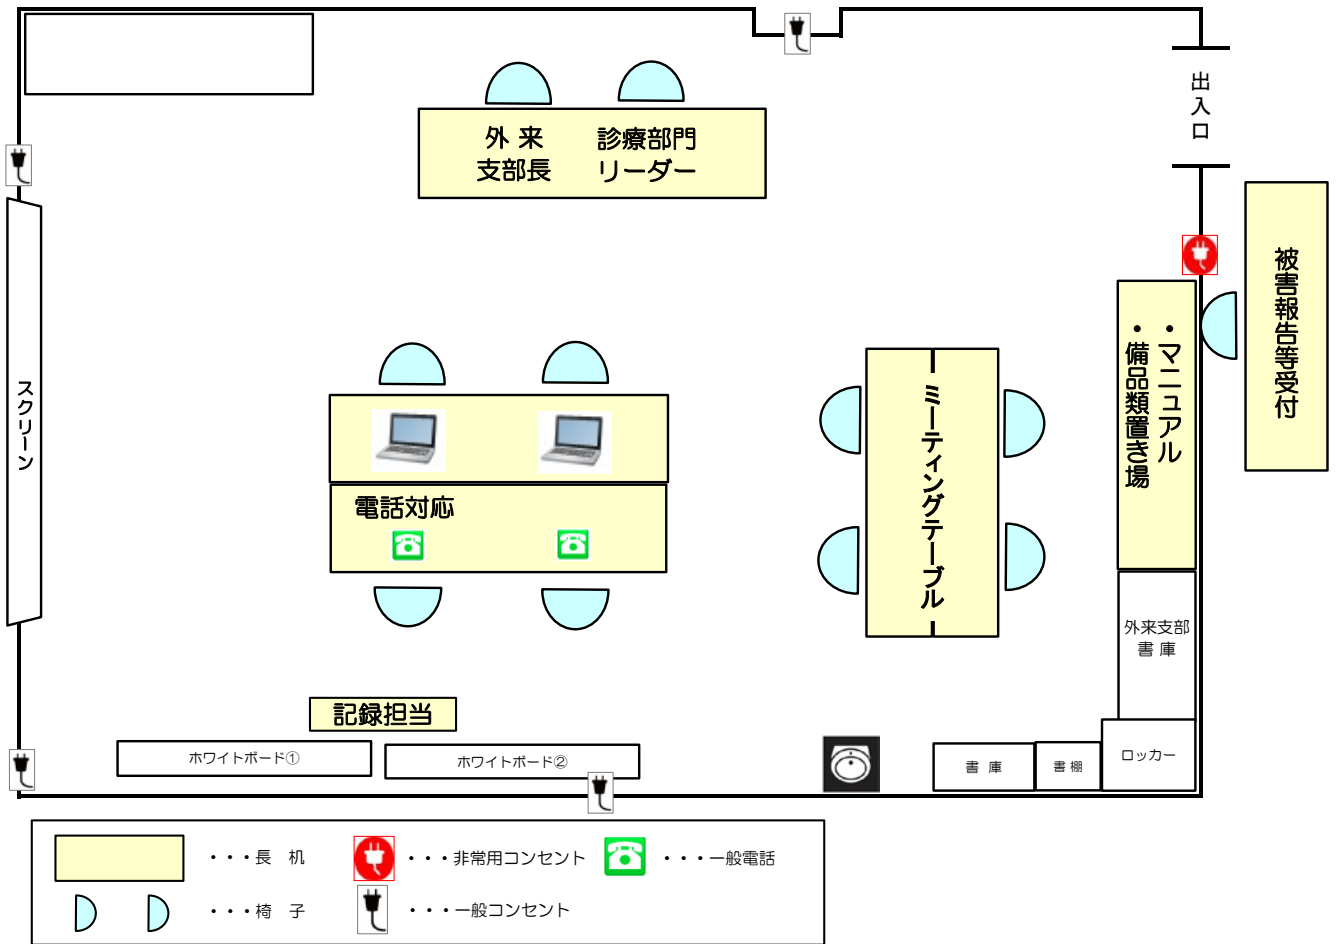 出入口
外 来
支部長
診療部門
リーダー
被害報告等受付
・マニュアル
・備品類置き場
スクリーン
電話対応
ミーティングテーブル
外来支部
書 庫
記録担当
ホワイトボード①
ホワイトボード②
書 庫
書 棚
ロッカー
・・・長 机
・・・非常用コンセント
・・・一般電話
・・・椅 子
・・・一般コンセント